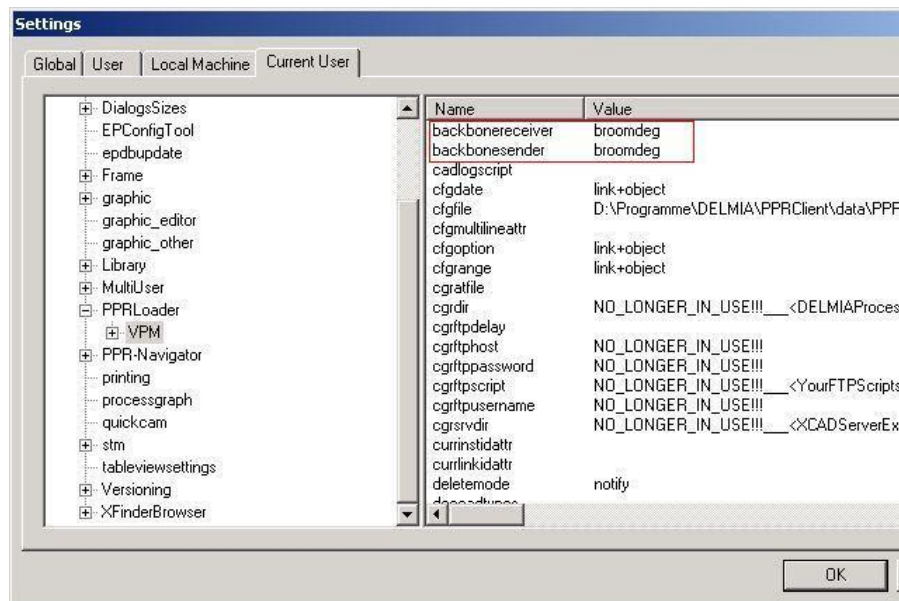 Settings
Global User Local Machine Current User
DialogsSizes
EPConfigTool
epdbupdate
Frame
graphic
graphic_editor
graphic_other
Library
MultiUser
PPRLoader
VPM
PPR-Navigator
printing
processgraph
quickcam
stm
tableviewsettings
Versioning
XFinderBrowser
Name Value
backbonereceiver broomdeg
backbonesender broomdeg
cadlogscript
cfgdate link+object
cfgfile D:\Programme\DELMIA\PPRClient\data\PPF
cfgmultilineattr
cfgoption link+object
cfgrange link+object
cgratfile
cgrdir NO_LONGER_IN_USE!!!___<DELMIAProces
cgrftpdelay
cgrftphost NO_LONGER_IN_USE!!!
cgrftppassword NO_LONGER_IN_USE!!!
cgrftpscript NO_LONGER_IN_USE!!!___<YourFTPScripts
cgrftpusername NO_LONGER_IN_USE!!!
cgrsrvdir NO_LONGER_IN_USE!!!___<XCADServerEx
currinstidattr
currlinkidattr
deletemode notify
OK